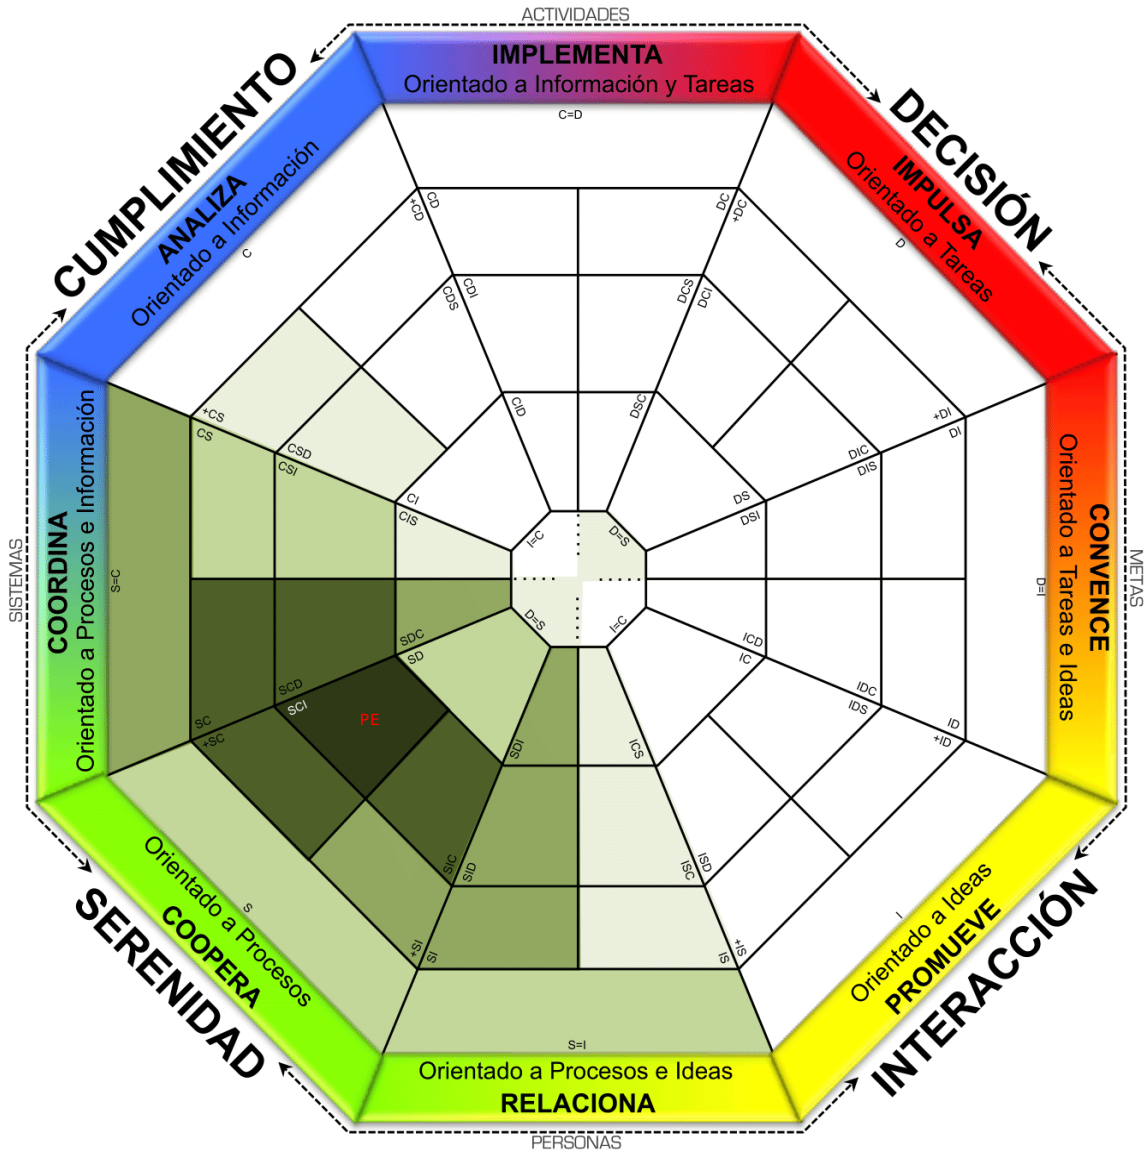 ACTIVIDADES
IMPLEMENTA
Orientado a Información y Tareas
C=D
CUMPLIMIENTO
ANALIZA
Orientado a Información
C
DECISIÓN
IMPULSA
Orientado a Tareas
D
CD
+CD
DC
+DC
CDI
CDS
DCS
DCI
CID
DSC
+CS
CS
CSD
CSI
CI
CIS
+DI
DI
DIC
DIS
DS
DSI
I=C
D=S
D=S
I=C
SISTEMAS
COORDINA
Orientado a Procesos e Información
S=C
METAS
CONVENCE
Orientado a Tareas e Ideas
D=I
SDC
SD
SCD
SCI
SC
+SC
PE
ICD
IC
IDC
IDS
ID
+ID
SDI
ICS
SIC
SID
ISD
ISC
+SI
SI
+IS
IS
SERENIDAD
Orientado a Procesos
COOPERA
S
INTERACCIÓN
Orientado a Ideas
PROMUEVE
I
S=I
Orientado a Procesos e Ideas
RELACIONA
PERSONAS